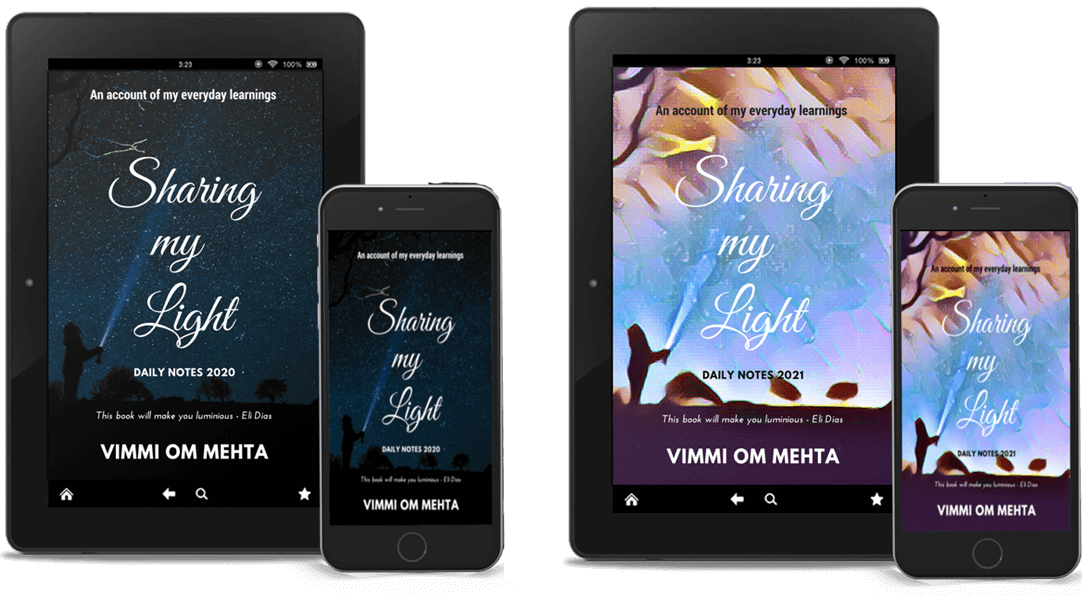 3:23 100%
An account of my everyday learnings
Sharing
my
Light
DAILY NOTES 2020 ·
This book will make you luminious - Eli Dias
VIMMI OM MEHTA
An account of my everyday learnings
Sharing
my
Light
DAILY NOTES 2020
This book will make you luminious - Eli Dias
VIMMI OM MEHTA
3:23 100%
An account of my everyday learnings
Sharing
my
Light
DAILY NOTES 2021
This book will make you luminious - Eli Dias
VIMMI OM MEHTA
An account of my everyday learnings
Sharing
my
Light
DAILY NOTES 2021
This book will make you luminious - Eli Dias
VIMMI OM MEHTA